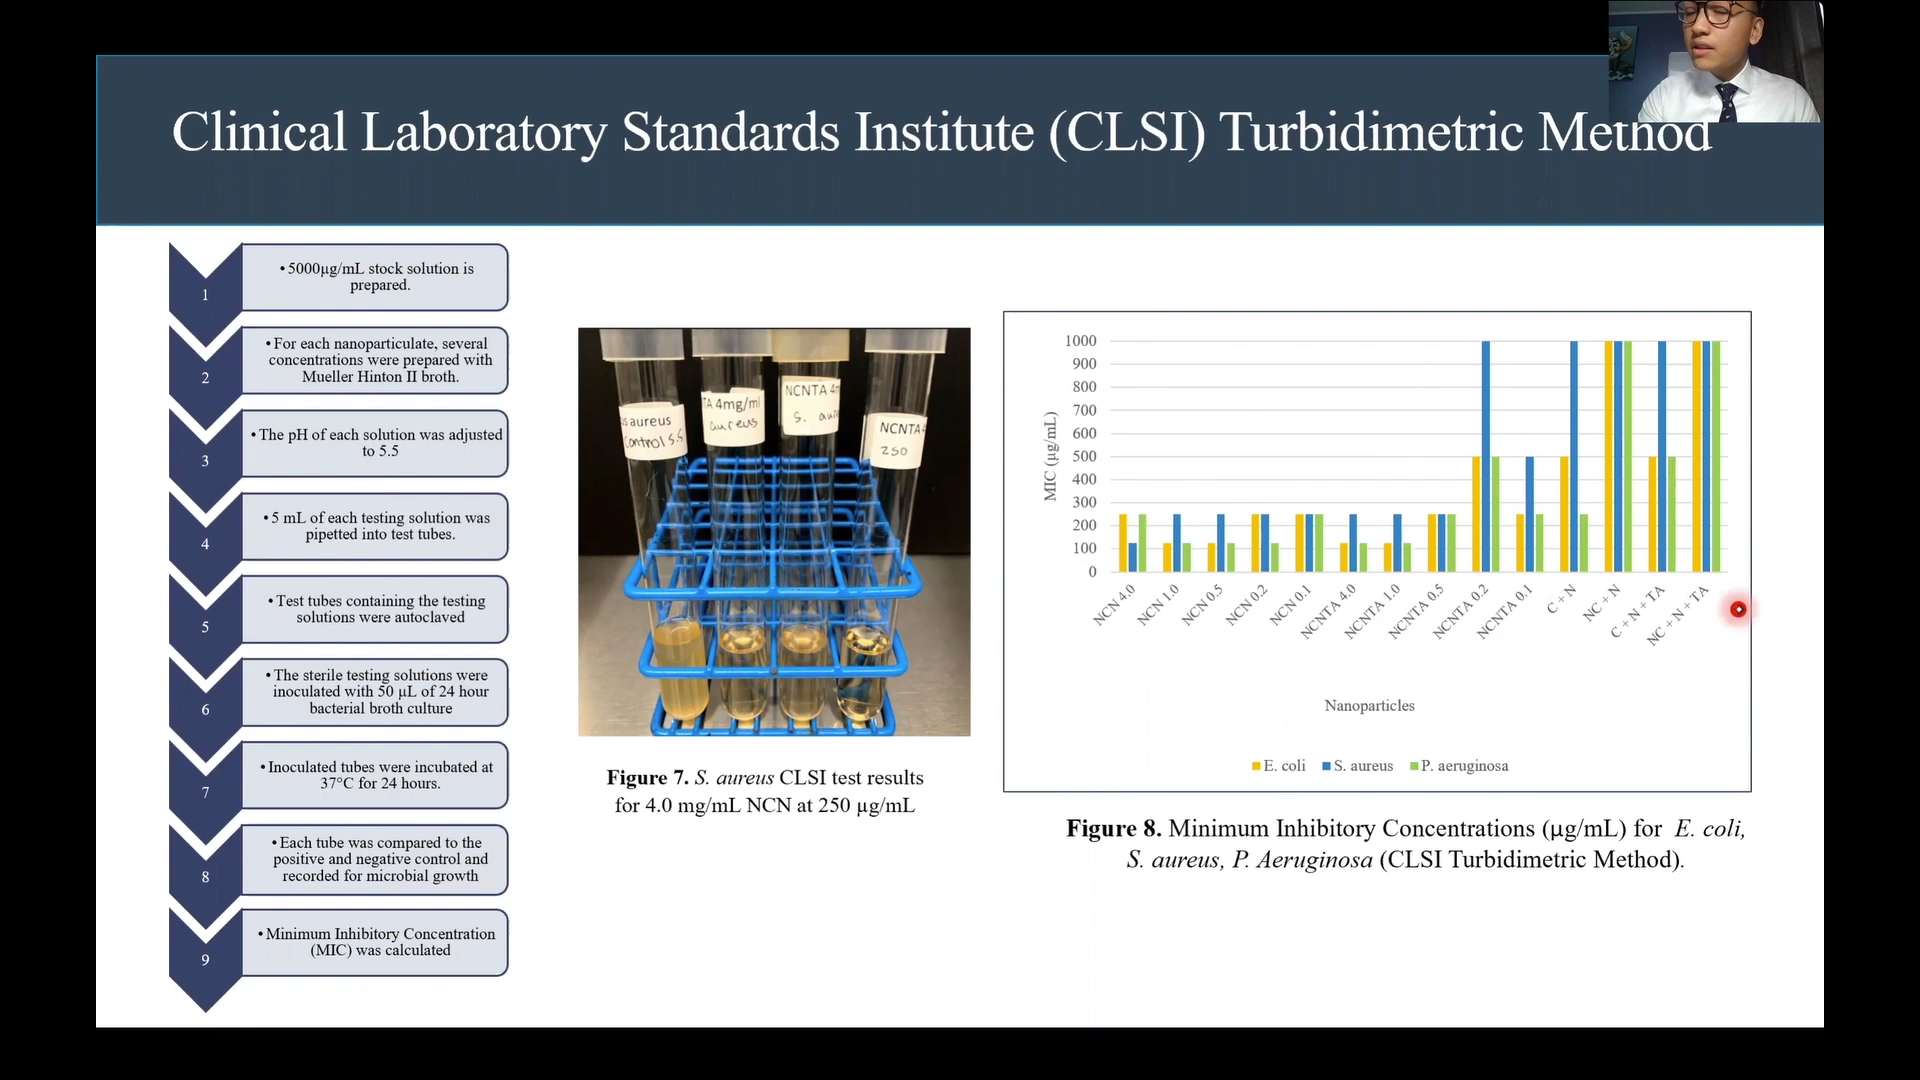 Clinical Laboratory Standards Institute (CLSI) Turbidimetric Method
1
• 5000µg/mL stock solution is
prepared.
2
• For each nanoparticulate, several
concentrations were prepared with
Mueller Hinton II broth.
3
• The pH of each solution was adjusted
to 5.5
4
• 5 mL of each testing solution was
pipetted into test tubes.
5
• Test tubes containing the testing
solutions were autoclaved
6
• The sterile testing solutions were
inoculated with 50 µL of 24 hour
bacterial broth culture
7
• Inoculated tubes were incubated at
37°C for 24 hours.
8
• Each tube was compared to the
positive and negative control and
recorded for microbial growth
9
• Minimum Inhibitory Concentration
(MIC) was calculated
aureus
control
TA 4mg/ml
aureus
NCNTA
S.
NCNTA
250
Figure 7. S. aureus CLSI test results
for 4.0 mg/mL NCN at 250 µg/mL
MIC (µg/mL)
1000
900
800
700
600
500
400
300
200
100
0
NCN 4.0
NCN 1.0
NCN 0.5
NCN 0.2
NCN 0.1
NCNTA 4.0
NCNTA 1.0
NCNTA 0.5
NCNTA 0.2
NCNTA 0.1
C + N
NC + N
C + N + TA
NC + N + TA
Nanoparticles
E. coli S. aureus P. aeruginosa
Figure 8. Minimum Inhibitory Concentrations (µg/mL) for E. coli,
S. aureus, P. Aeruginosa (CLSI Turbidimetric Method).